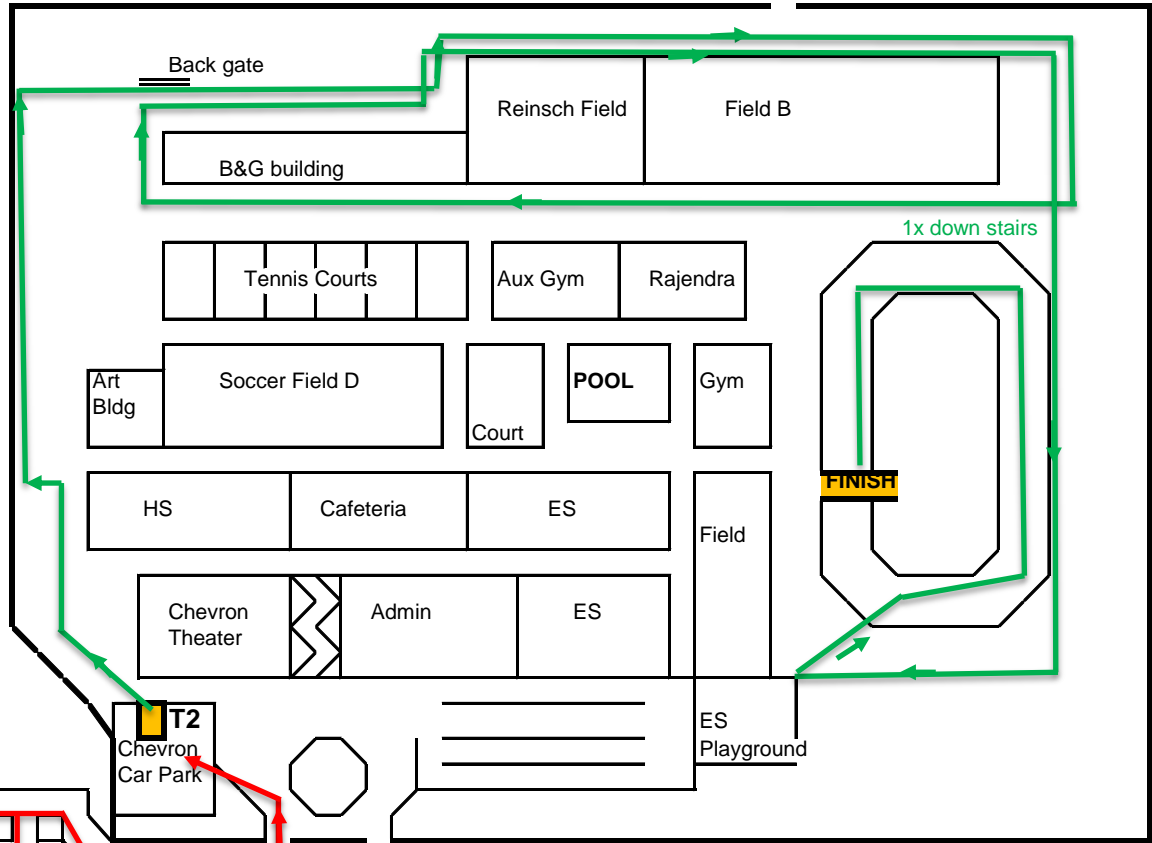 Back gate
Reinsch Field
Field B
B&G building
1x down stairs
Tennis Courts
Aux Gym
Rajendra
Art
Bldg
Soccer Field D
Court
POOL
Gym
FINISH
HS
Cafeteria
ES
Field
Chevron
Theater
Admin
ES
T2
Chevron
Car Park
ES
Playground